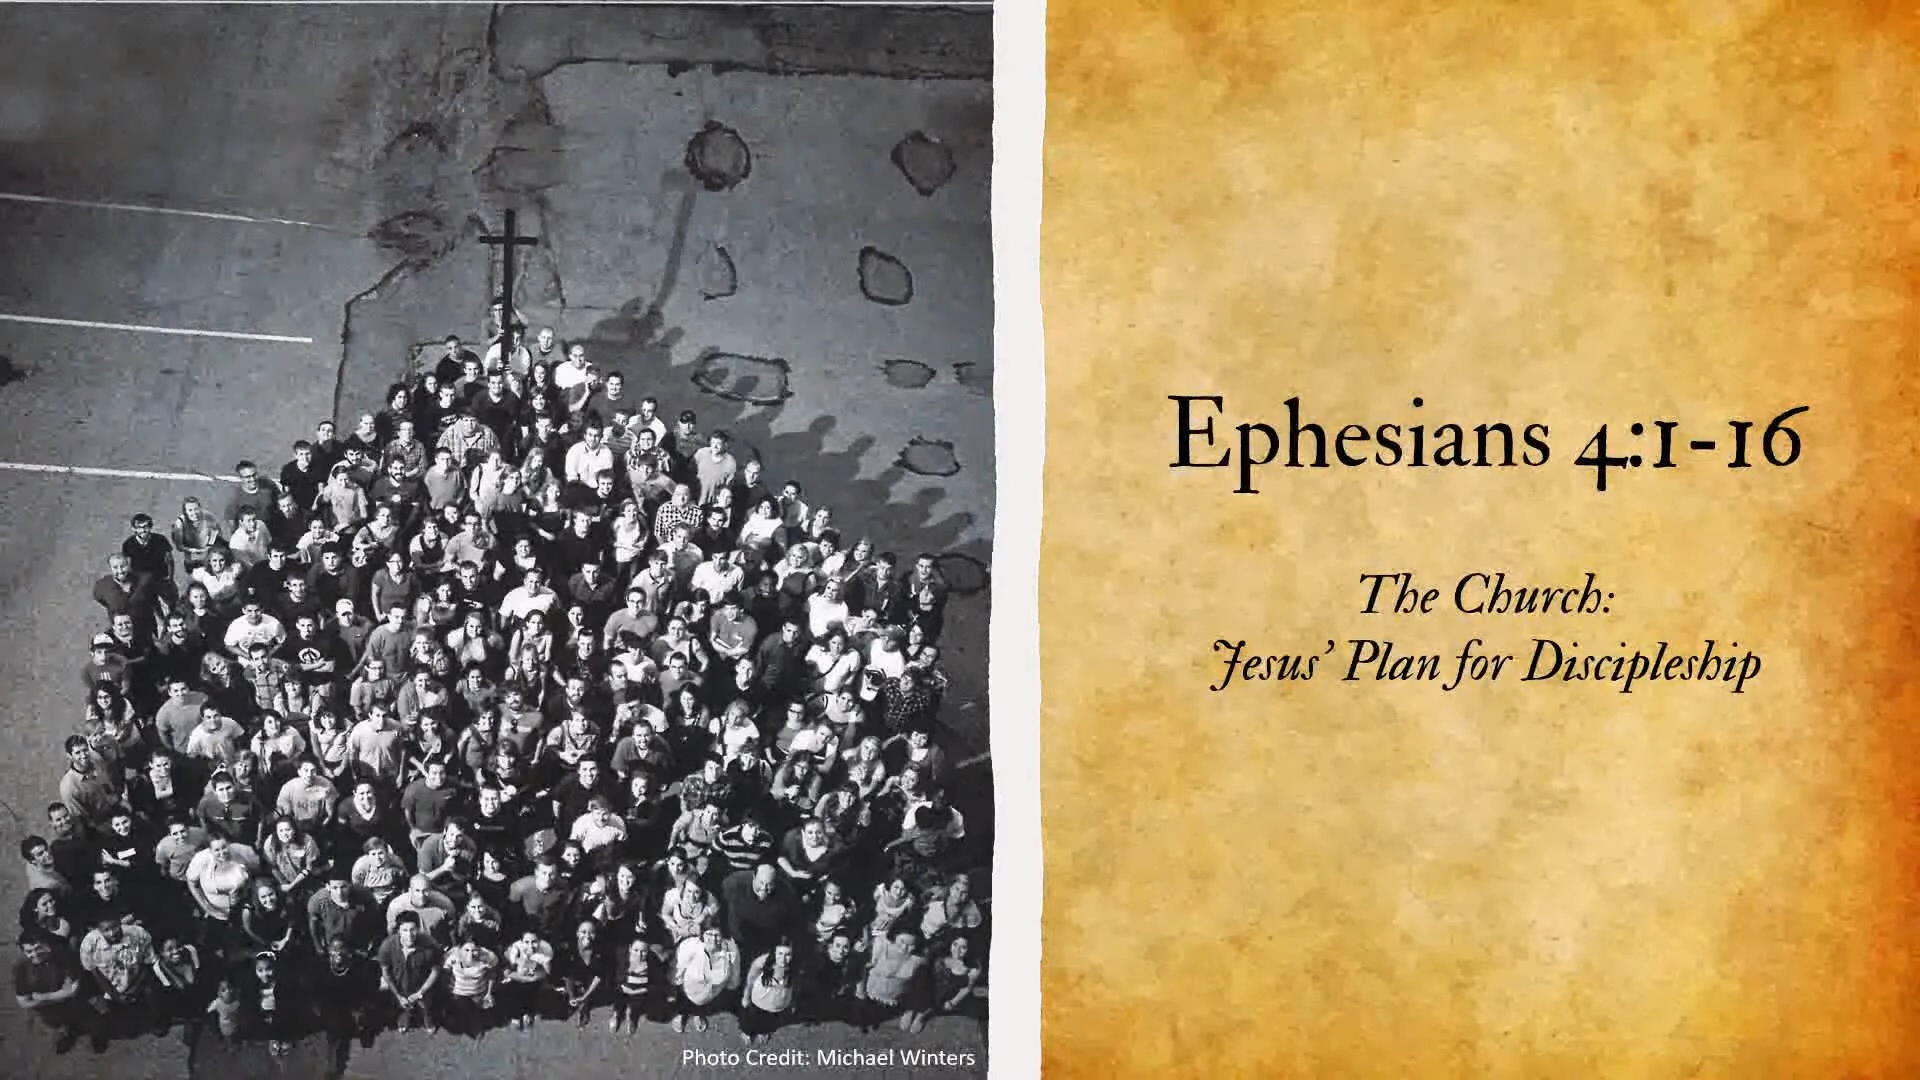 Ephesians 4:1-16
The Church:
Jesus’ Plan for Discipleship
Photo Credit: Michael Winters